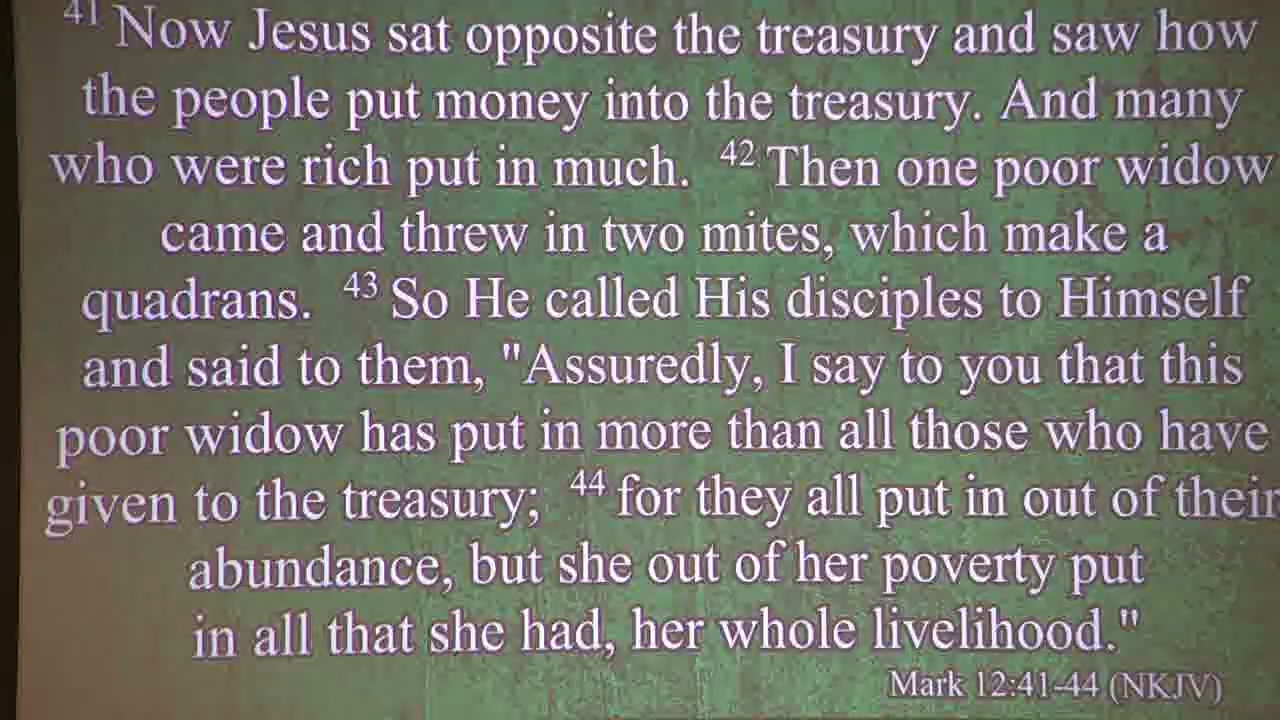 41 Now Jesus sat opposite the treasury and saw how
the people put money into the treasury. And many
who were rich put in much. 42 Then one poor widow
came and threw in two mites, which make a
quadrans. 43 So He called His disciples to Himself
and said to them, "Assuredly, I say to you that this
poor widow has put in more than all those who have
given to the treasury; 44 for they all put in out of their
abundance, but she out of her poverty put
in all that she had, her whole livelihood."
Mark 12:41-44 (NKJV)